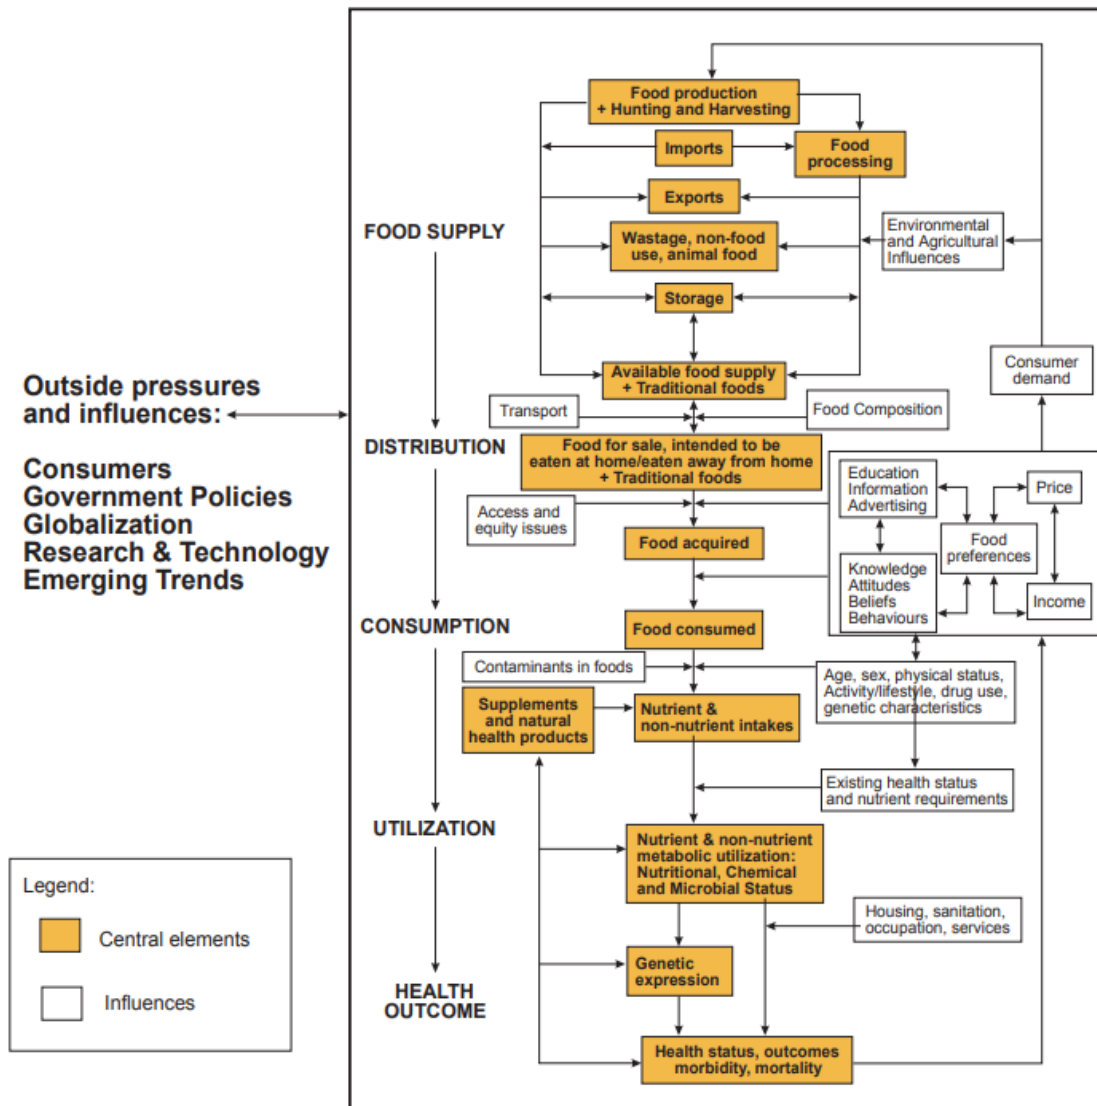 Food production
+ Hunting and Harvesting
Imports
Food
processing
Exports
FOOD SUPPLY
Environmental
and Agricultural
Influences
Wastage, non-food
use, animal food
Storage
Consumer
demand
Available food supply
+ Traditional foods
Outside pressures
and influences:
Consumers
Government Policies
Globalization
Research & Technology
Emerging Trends
Transport
Food Composition
DISTRIBUTION
Food for sale, intended to be
eaten at home/eaten away from home
+ Traditional foods
Education
Information
Advertising
Price
Access and
equity issues
Food acquired
Food
preferences
Knowledge
Attitudes
Beliefs
Behaviours
Income
CONSUMPTION
Food consumed
Contaminants in foods
Age, sex, physical status,
Activity/lifestyle, drug use,
genetic characteristics
Supplements
and natural
health products
Nutrient &
non-nutrient intakes
Existing health status
and nutrient requirements
UTILIZATION
Nutrient & non-nutrient
metabolic utilization:
Nutritional, Chemical
and Microbial Status
Housing, sanitation,
occupation, services
Genetic
expression
HEALTH
OUTCOME
Health status, outcomes
morbidity, mortality
Legend:
Central elements
Influences